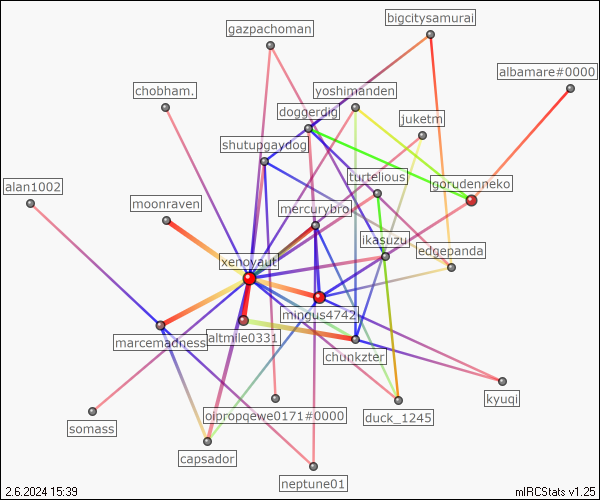 bigcitysamurai
gazpachoman
albamare#0000
chobham.
yoshimanden
doggerdig
juketm
shutupgaydog
turtelious
gorudenneko
alan1002
moonraven
mercurybro
ikasuzu
edgepanda
xenoyaut
mingus4742
altmile0331
marcemadness
chunkzter
kyuqi
oipropqewe0171#0000
duck_1245
somass
capsador
neptune01
2.6.2024 15:39
mIRCStats v1.25